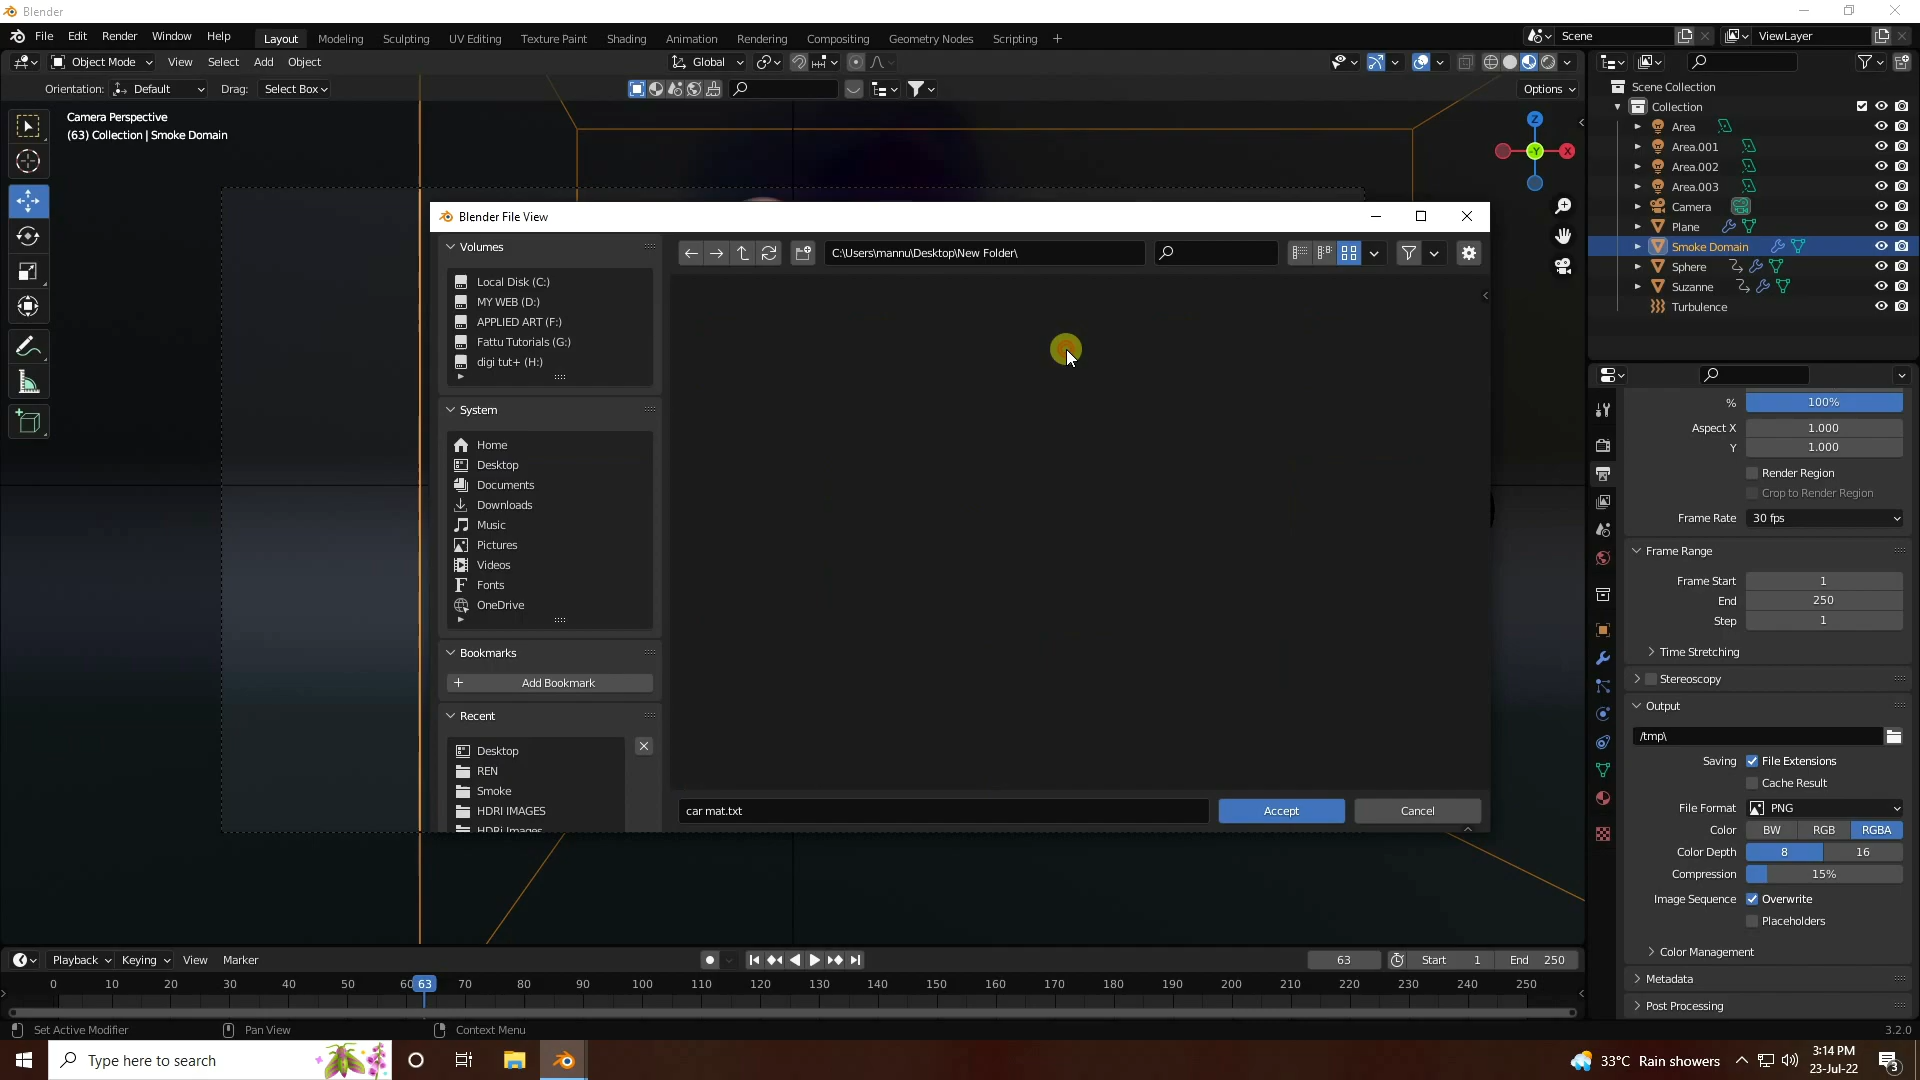 Blender
File Edit Render Window Help Layout Modeling Sculpting UV Editing Texture Paint Shading Animation Rendering Compositing Geometry Nodes Scripting + Scene ViewLayer
Object Mode View Select Add Object Global
Orientation: Default Drag: Select Box Options
Camera Perspective
(63) Collection | Smoke Domain
Z
X
-Y
Scene Collection
Collection
Area
Area.001
Area.002
Area.003
Camera
Plane
Smoke Domain
Sphere
Suzanne
Turbulence
Blender File View
Volumes
C:\Users\mannu\Desktop\New Folder\
Local Disk (C:)
MY WEB (D:)
APPLIED ART (F:)
Fattu Tutorials (G:)
digi tut+ (H:)
System
Home
Desktop
Documents
Downloads
Music
Pictures
Videos
Fonts
OneDrive
Bookmarks
Add Bookmark
Recent
Desktop
REN
Smoke
HDRI IMAGES
HDRi Images
car mat.txt Accept Cancel
% 100%
Aspect X 1.000
Y 1.000
Render Region
Crop to Render Region
Frame Rate 30 fps
Frame Range
Frame Start 1
End 250
Step 1
Time Stretching
Stereoscopy
Output
/tmp\
Saving File Extensions
Cache Result
File Format PNG
Color BW RGB RGBA
Color Depth 8 16
Compression 15%
Image Sequence Overwrite
Placeholders
Color Management
Metadata
Post Processing
Playback Keying View Marker 63 Start 1 End 250
0 10 20 30 40 50 60 63 70 80 90 100 110 120 130 140 150 160 170 180 190 200 210 220 230 240 250
Set Active Modifier Pan View Context Menu 3.2.0
Type here to search 33°C Rain showers 3:14 PM
23-Jul-22 3